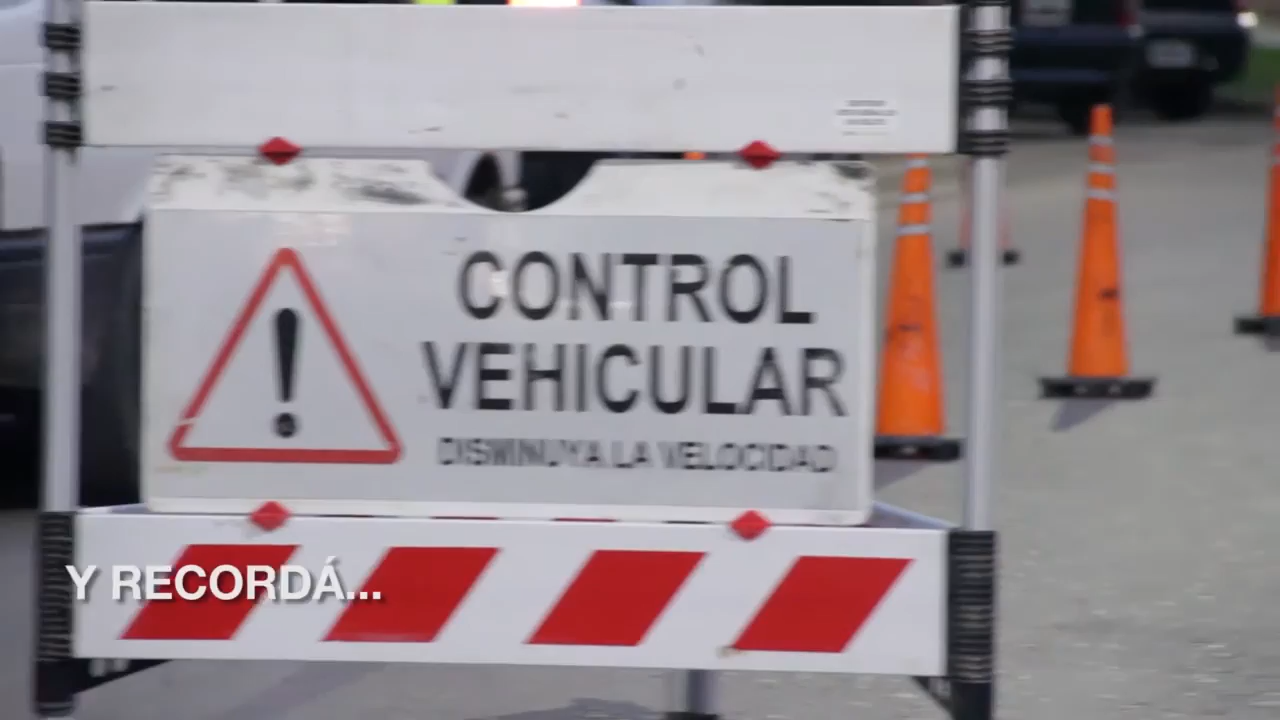 CONTROL
VEHICULAR
DISMINUYA LA VELOCIDAD
Y RECORDÁ...